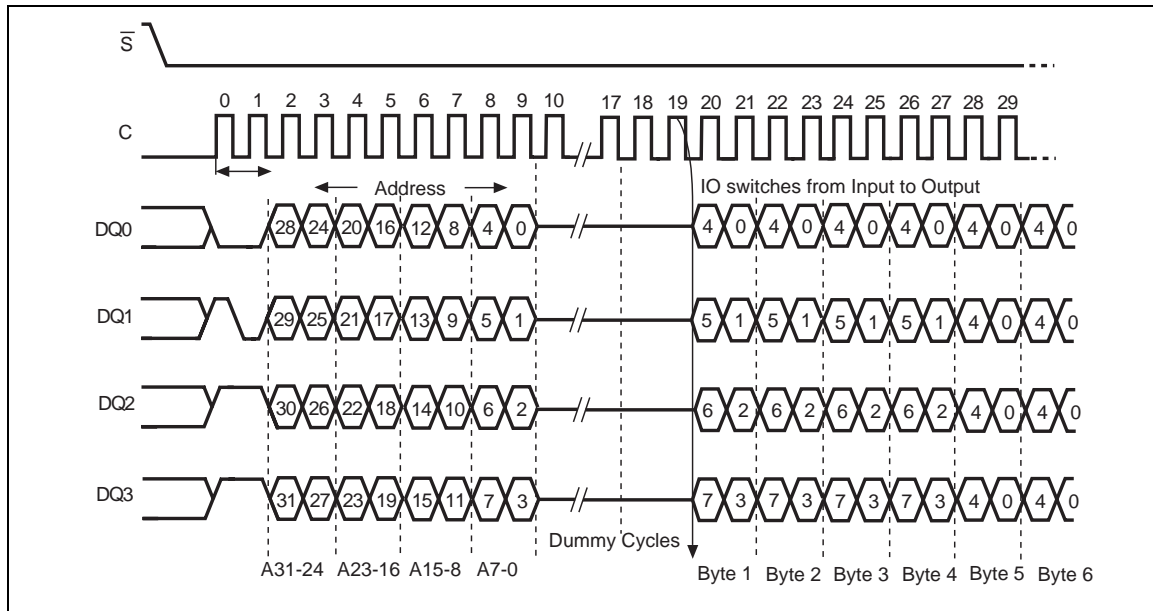 S
0 1 2 3 4 5 6 7 8 9 10 17 18 19 20 21 22 23 24 25 26 27 28 29
C
Address
IO switches from Input to Output
DQ0 28 24 20 16 12 8 4 0 4 0 4 0 4 0 4 0 4 0 4 0
DQ1 29 25 21 17 13 9 5 1 5 1 5 1 5 1 5 1 4 0 4 0
DQ2 30 26 22 18 14 10 6 2 6 2 6 2 6 2 6 2 4 0 4 0
DQ3 31 27 23 19 15 11 7 3 7 3 7 3 7 3 7 3 4 0 4 0
Dummy Cycles
A31-24 A23-16 A15-8 A7-0 Byte 1 Byte 2 Byte 3 Byte 4 Byte 5 Byte 6